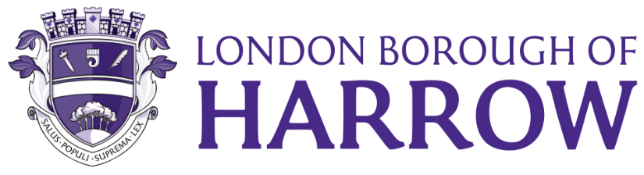 SALUS · POPULI · SUPREMA · LEX
LONDON BOROUGH OF
HARROW